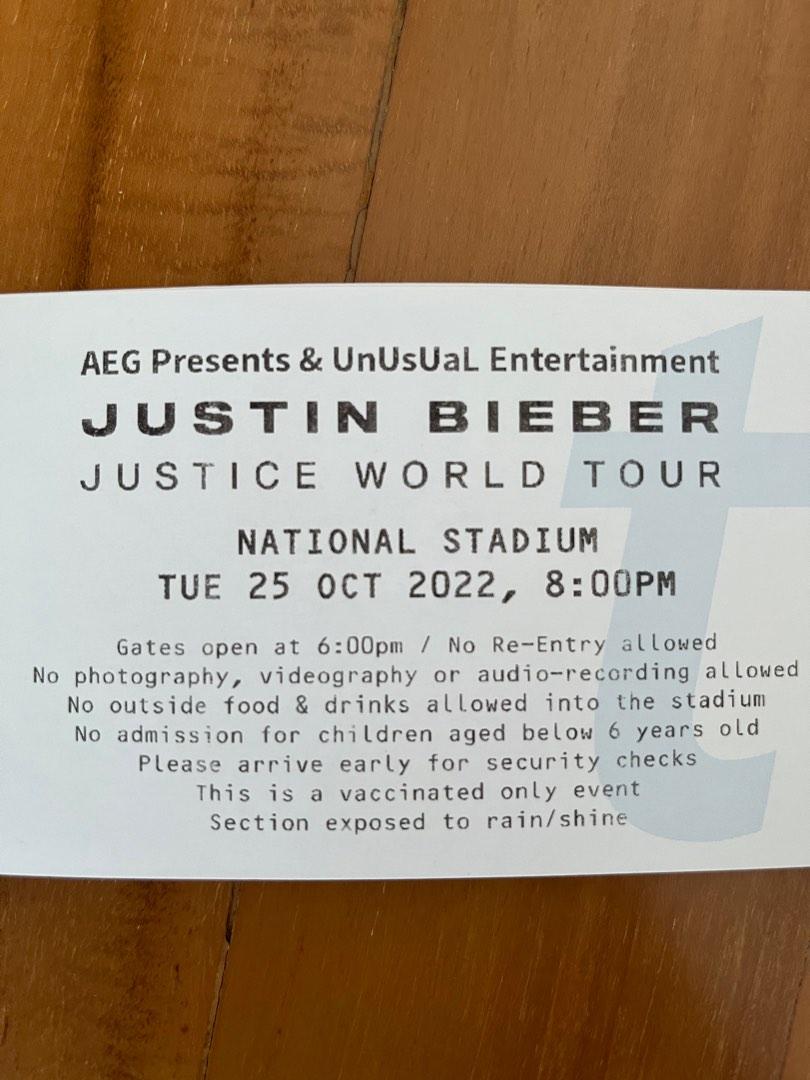 AEG Presents & UnUsUaL Entertainment
JUSTIN BIEBER
JUSTICE WORLD TOUR
NATIONAL STADIUM
TUE 25 OCT 2022, 8:00PM
Gates open at 6:00pm / No Re-Entry allowed
No photography, videography or audio-recording allowed
No outside food & drinks allowed into the stadium
No admission for children aged below 6 years old
Please arrive early for security checks
This is a vaccinated only event
Section exposed to rain/shine
t